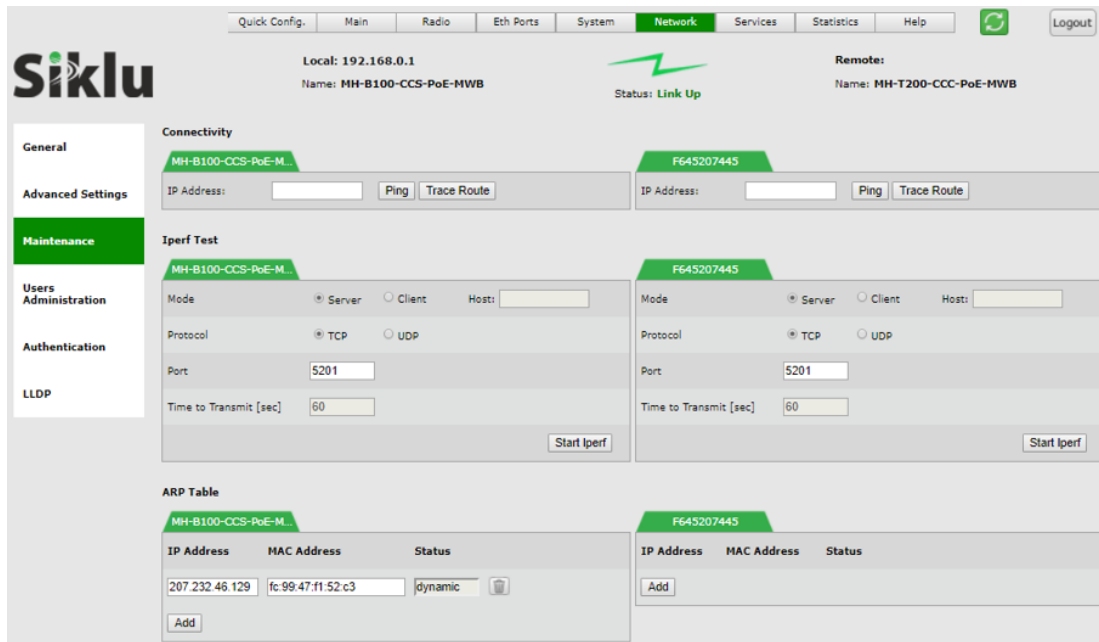 Quick Config. Main Radio Eth Ports System Network Services Statistics Help Logout
Siklu
Local: 192.168.0.1
Name: MH-B100-CCS-PoE-MWB
Status: Link Up
Remote:
Name: MH-T200-CCC-PoE-MWB
General
Advanced Settings
Maintenance
Users
Administration
Authentication
LLDP
Connectivity
MH-B100-CCS-PoE-M... F645207445
IP Address: Ping Trace Route IP Address: Ping Trace Route
Iperf Test
MH-B100-CCS-PoE-M... F645207445
Mode Server Client Host: Mode Server Client Host:
Protocol TCP UDP Protocol TCP UDP
Port 5201 Port 5201
Time to Transmit [sec] 60 Time to Transmit [sec] 60
Start Iperf Start Iperf
ARP Table
MH-B100-CCS-PoE-M... F645207445
IP Address MAC Address Status IP Address MAC Address Status
207.232.46.129 fc:99:47:f1:52:c3 dynamic Add
Add